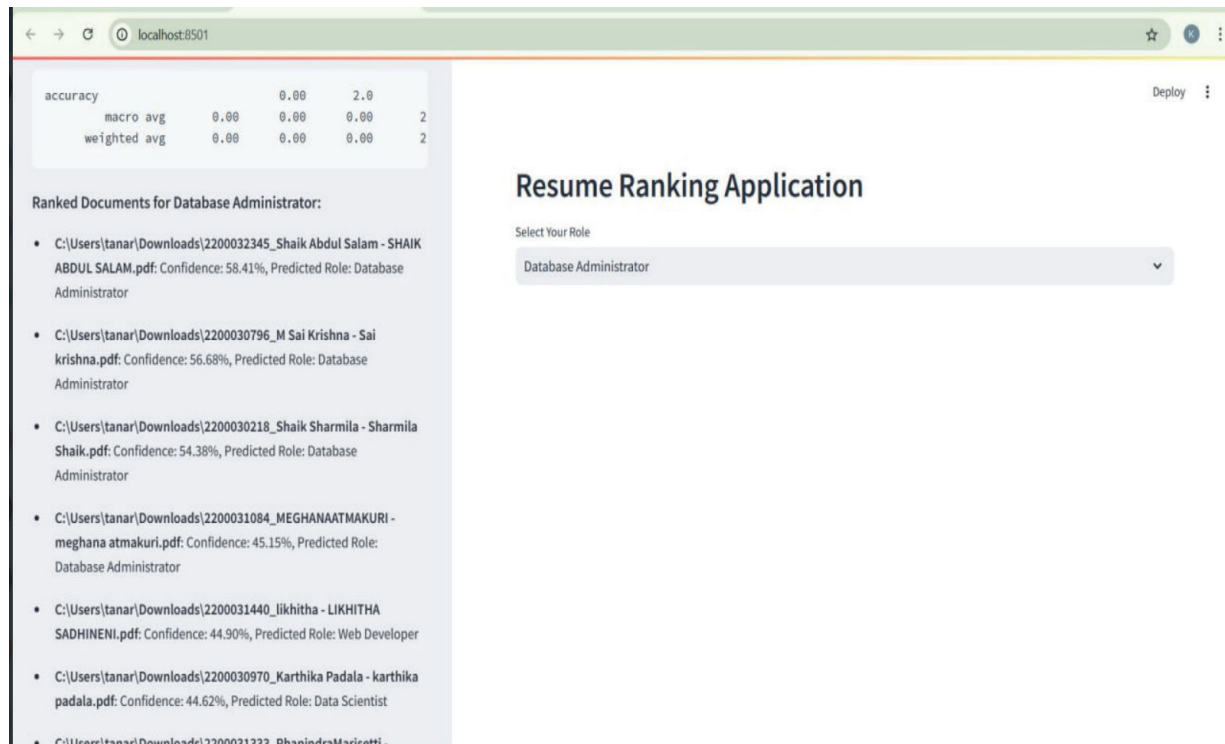 localhost:8501
K
accuracy 0.00 2.0
macro avg 0.00 0.00 0.00 2
weighted avg 0.00 0.00 0.00 2
Ranked Documents for Database Administrator:
• C:\Users\tanar\Downloads\2200032345_Shaik Abdul Salam - SHAIK
ABDUL SALAM.pdf: Confidence: 58.41%, Predicted Role: Database
Administrator
• C:\Users\tanar\Downloads\2200030796_M Sai Krishna - Sai
krishna.pdf: Confidence: 56.68%, Predicted Role: Database
Administrator
• C:\Users\tanar\Downloads\2200030218_Shaik Sharmila - Sharmila
Shaik.pdf: Confidence: 54.38%, Predicted Role: Database
Administrator
• C:\Users\tanar\Downloads\2200031084_MEGHANAATMAKURI -
meghana atmakuri.pdf: Confidence: 45.15%, Predicted Role:
Database Administrator
• C:\Users\tanar\Downloads\2200031440_likhitha - LIKHITHA
SADHINENI.pdf: Confidence: 44.90%, Predicted Role: Web Developer
• C:\Users\tanar\Downloads\2200030970_Karthika Padala - karthika
padala.pdf: Confidence: 44.62%, Predicted Role: Data Scientist
• C:\Users\tanar\Downloads\2200031333_PhanindraMarisetti -
Deploy
Resume Ranking Application
Select Your Role
Database Administrator